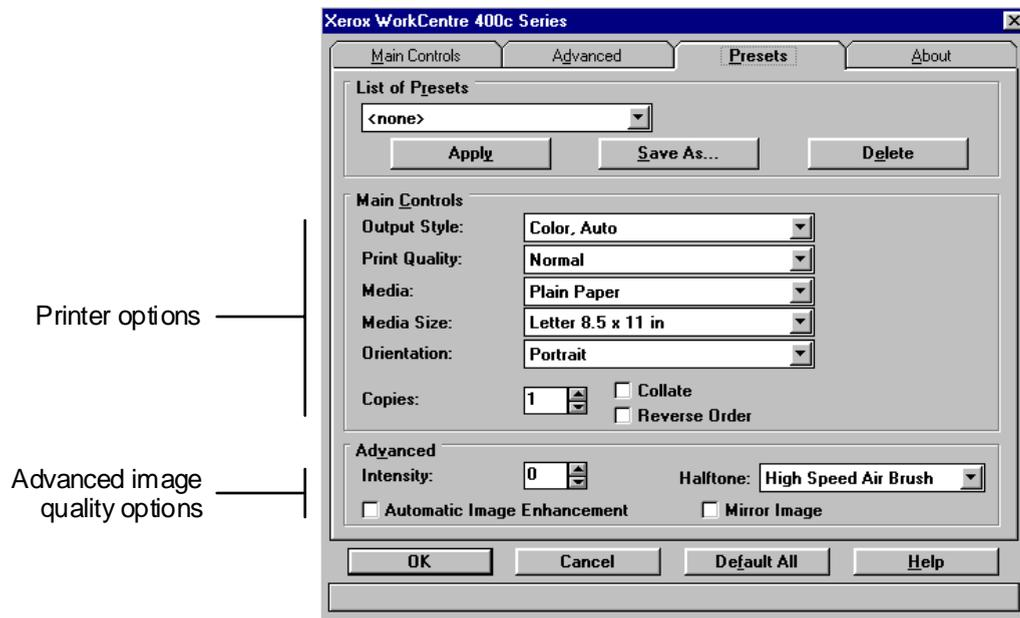 Xerox WorkCentre 400c Series
Main Controls Advanced Presets About
List of Presets
<none>
Apply Save As... Delete
Main Controls
Output Style: Color, Auto
Print Quality: Normal
Media: Plain Paper
Media Size: Letter 8.5 x 11 in
Orientation: Portrait
Copies: 1 Collate
Reverse Order
Printer options
Advanced
Intensity: 0 Halftone: High Speed Air Brush
Automatic Image Enhancement Mirror Image
Advanced image
quality options
OK Cancel Default All Help